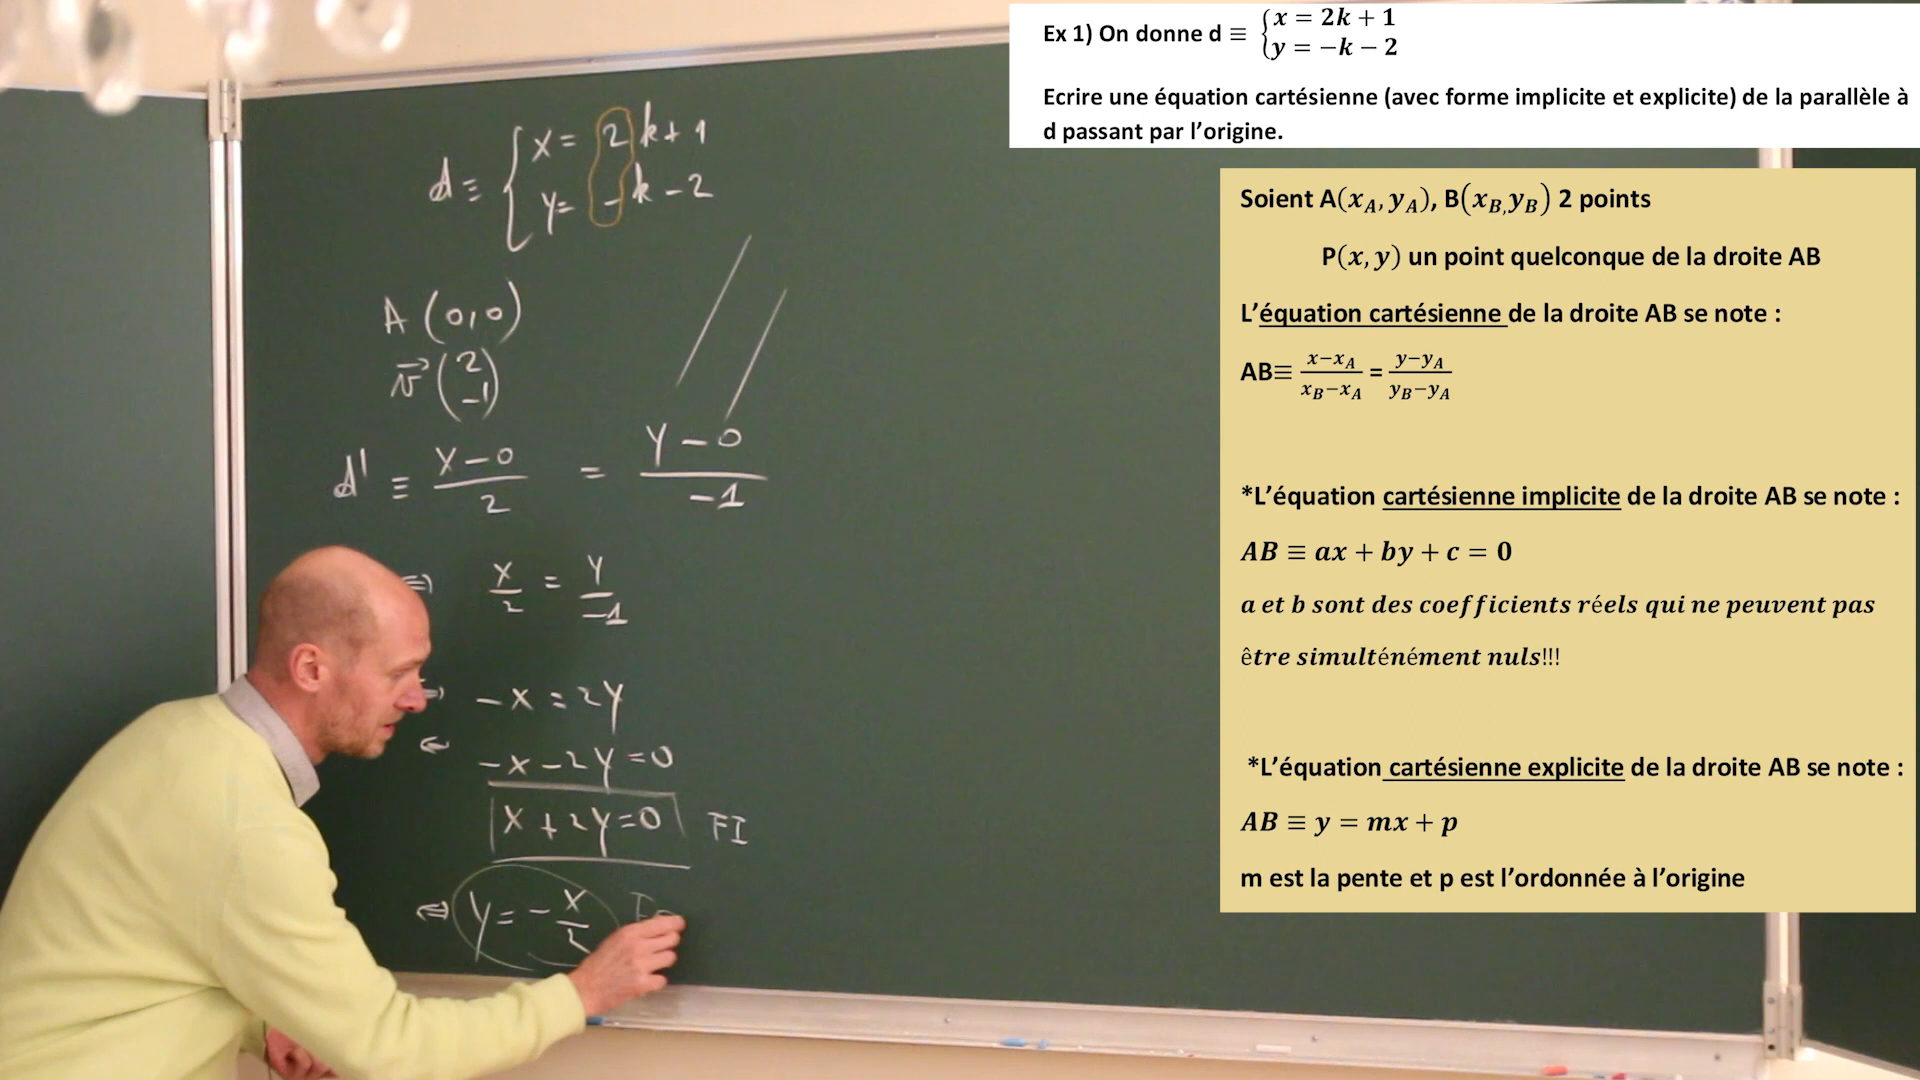 Ex 1) On donne d ≡ { x = 2k + 1
y = −k − 2
Ecrire une équation cartésienne (avec forme implicite et explicite) de la parallèle à
d passant par l'origine.
d ≡ { x = 2k + 1
y = -k - 2
A (0,0)
v⃗ (2
-1)
d' ≡ x-0/2 = y-0/-1
⇔ x/2 = y/-1
⇔ -x = 2y
-x - 2y = 0
x + 2y = 0 FI
⇔ y = - x/2
Soient A(x_A, y_A), B(x_B, y_B) 2 points
P(x, y) un point quelconque de la droite AB
L'équation cartésienne de la droite AB se note :
AB≡ x−x_A/x_B−x_A = y−y_A/y_B−y_A
*L'équation cartésienne implicite de la droite AB se note :
AB ≡ ax + by + c = 0
a et b sont des coefficients réels qui ne peuvent pas
être simulténément nuls!!!
*L'équation cartésienne explicite de la droite AB se note :
AB ≡ y = mx + p
m est la pente et p est l'ordonnée à l'origine